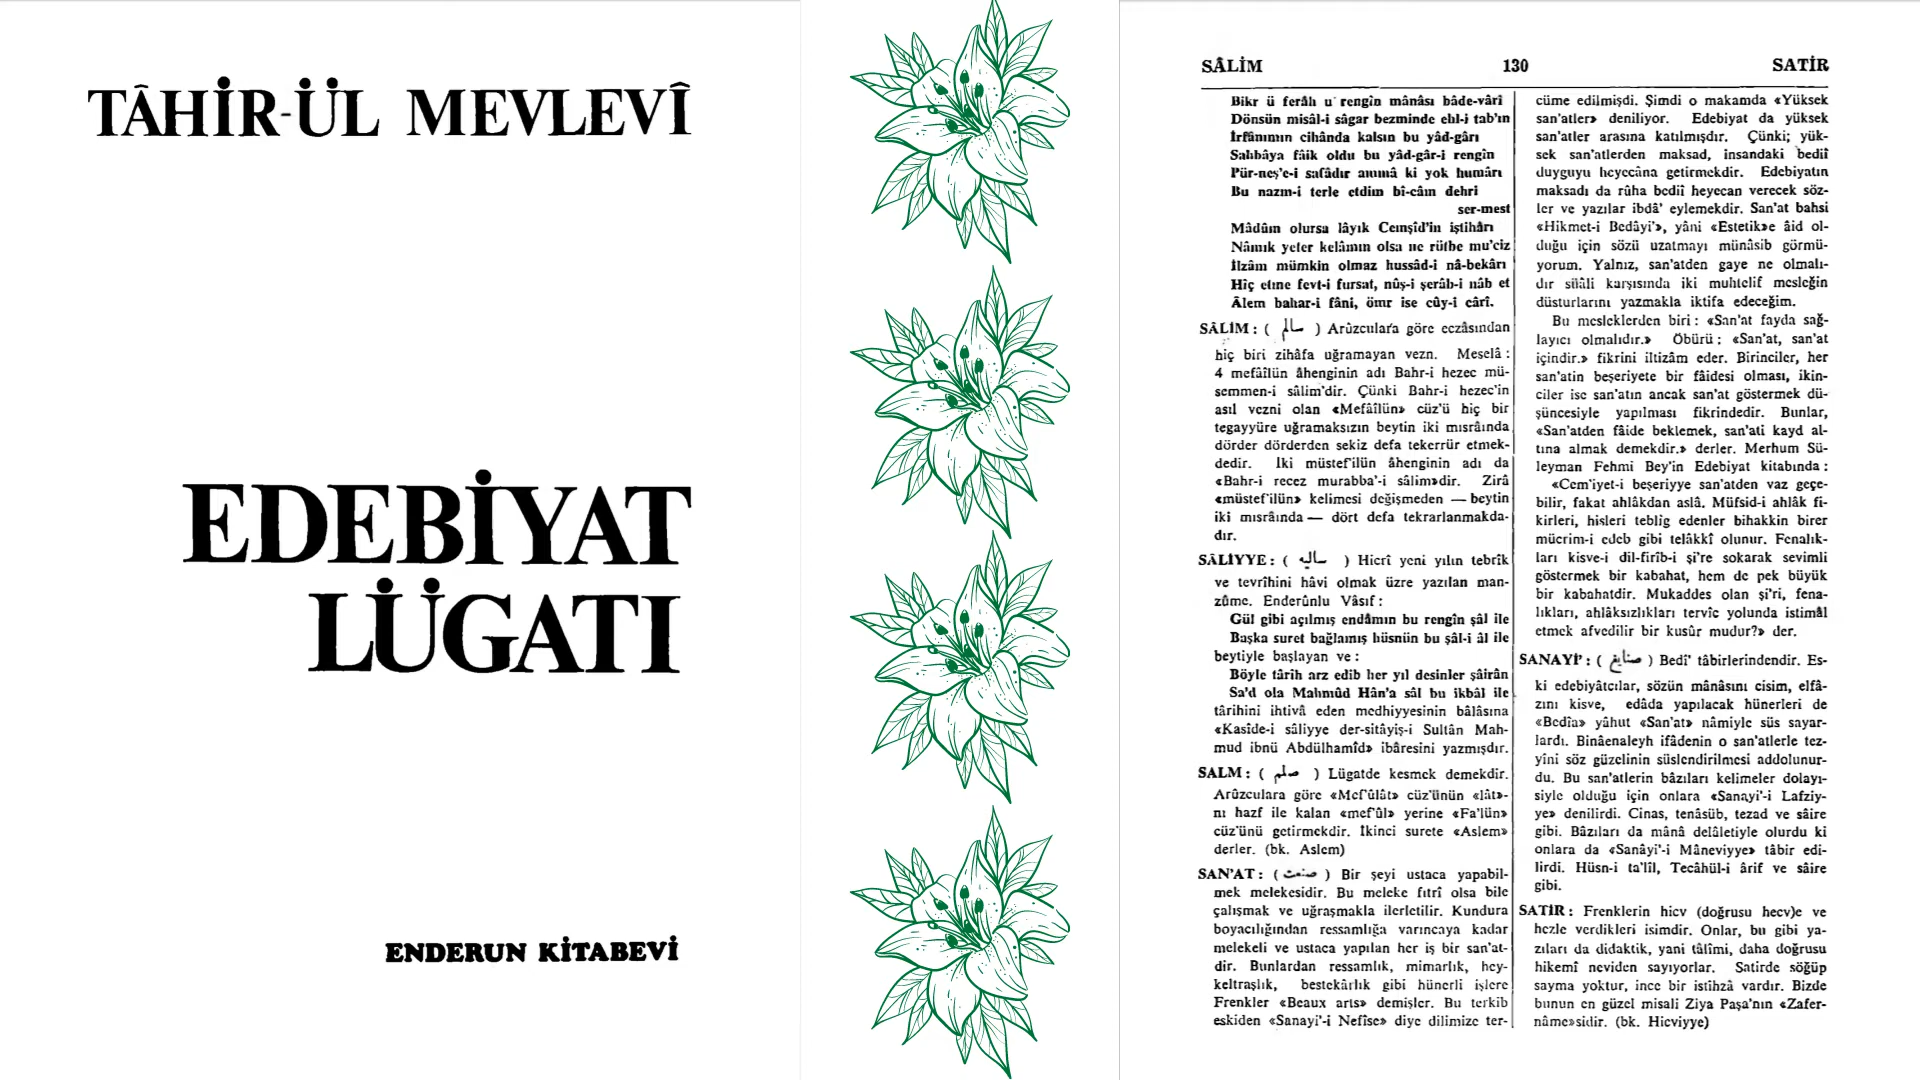 TÂHİR-ÜL MEVLEVÎ
EDEBİYAT
LÜGATI
ENDERUN KİTABEVİ
SÂLİM 130 SATİR
Bikr ü ferâh u rengîn mânâsı bâde-vârî
Dönsün misâl-i sâgar bezminde ehl-i tab'ın
İrfânımın cihânda kalsın bu yâd-gârı
Sahbâya fâik oldu bu yâd-gâr-i rengîn
Pür-neş'e-i safâdır ammâ ki yok humârı
Bu nazm-i terle etdim bî-câm dehri
ser-mest
Mâdûm olursa lâyık Cemşîd'in iştihârı
Nâmık yeter kelâmın olsa ne rütbe mu'ciz
İlzâm mümkin olmaz hussâd-i nâ-bekârı
Hîç etme fevt-i fursat, nûş-i şerâb-i nâb et
Âlem bahar-i fâni, ömr ise cûy-i cârî.
SÂLİM : ( سالم ) Arûzculara göre eczâsından
hiç biri zihâfa uğramayan vezn. Meselâ :
4 mefâîlün âhenginin adı Bahr-i hezec mü-
semmen-i sâlim'dir. Çünki Bahr-i hezec'in
asıl vezni olan «Mefâîlün» cüz'ü hiç bir
tegayyüre uğramaksızın beytin iki mısrâında
dörder dörderden sekiz defa tekerrür etmek-
dedir. İki müstef'ilün âhenginin adı da
«Bahr-i recez murabba'-i sâlim»dir. Zirâ
«müstef'ilün» kelimesi değişmeden — beytin
iki mısrâında — dört defa tekrarlanmakda-
dır.
SÂLİYYE : ( ساليه ) Hicrî yeni yılın tebrîk
ve tevrîhini hâvi olmak üzre yazılan man-
zûme. Enderûnlu Vâsıf :
Gül gibi açılmış endâmın bu rengîn şâl ile
Başka suret bağlamış hüsnün bu şâl-i âl ile
beytiyle başlayan ve :
Böyle târih arz edib her yıl desinler şâirân
Sa'd ola Mahmûd Hân'a sâl bu ikbâl ile
târihini ihtivâ eden medhiyyesinin bâlâsına
«Kasîde-i sâliyye der-sitâyiş-i Sultân Mah-
mud ibnü Abdülhamîd» ibâresini yazmışdır.
SALM : ( صلم ) Lügatde kesmek demekdir.
Arûzculara göre «Mef'ûlât» cüz'ünün «lât»-
nı hazf ile kalan «mef'û» yerine «Fa'lün»
cüz'ünü getirmekdir. İkinci surete «Aslem»
derler. (bk. Aslem)
SAN'AT : ( صنعت ) Bir şeyi ustaca yapabil-
mek melekesidir. Bu meleke fıtrî olsa bile
çalışmak ve uğraşmakla ilerletilir. Kundura
boyacılığından ressamlığa varıncaya kadar
melekeli ve ustaca yapılan her iş bir san'at-
dir. Bunlardan ressamlık, mimarlık, hey-
keltraşlık, bestekârlık gibi hünerli işlere
Frenkler «Beaux arts» demişler. Bu terkib
eskiden «Sanayi'-i Nefîse» diye dilimize ter-
cüme edilmişdi. Şimdi o makamda «Yüksek
san'atler» deniliyor. Edebiyat da yüksek
san'atler arasına katılmışdır. Çünki; yük-
sek san'atlerden maksad, insandaki bediî
duyguyu heyecâna getirmekdir. Edebiyatın
maksadı da rûha bediî heyecan verecek söz-
ler ve yazılar ibdâ' eylemekdir. San'at bahsi
«Hikmet-i Bedâyi'», yâni «Estetik»e âid ol-
duğu için sözü uzatmayı münâsib görmü-
yorum. Yalnız, san'atden gaye ne olmalı-
dır süâli karşısında iki muhtelif mesleğin
düsturlarını yazmakla iktifa edeceğim.
Bu mesleklerden biri : «San'at fayda sağ-
layıcı olmalıdır.» Öbürü : «San'at, san'at
içindir.» fikrini iltizâm eder. Birinciler, her
san'atin beşeriyete bir fâidesi olması, ikin-
ciler ise san'atın ancak san'at göstermek dü-
şüncesiyle yapılması fikrindedir. Bunlar,
«San'atden fâide beklemek, san'ati kayd al-
tına almak demekdir.» derler. Merhum Sü-
leyman Fehmi Bey'in Edebiyat kitabında :
«Cem'iyet-i beşeriyye san'atden vaz geçe-
bilir, fakat ahlâkdan aslâ. Müfsid-i ahlâk fi-
kirleri, hisleri teblîg edenler bihakkin birer
mücrim-i edeb gibi telâkkî olunur. Fenalık-
ları kisve-i dil-firîb-i şi're sokarak sevimli
göstermek bir kabahat, hem de pek büyük
bir kabahatdir. Mukaddes olan şi'ri, fena-
lıkları, ahlâksızlıkları tervîc yolunda istimâl
etmek afvedilir bir kusûr mudur?» der.
SANAYİ' : ( صنايع ) Bedî' tâbirlerindendir. Es-
ki edebiyâtcılar, sözün mânâsını cisim, elfâ-
zını kisve, edâda yapılacak hünerleri de
«Bedîa» yâhut «San'at» nâmiyle süs sayar-
lardı. Binâenaleyh ifâdenin o san'atlerle tez-
yîni söz güzelinin süslendirilmesi addolunur-
du. Bu san'atlerin bâzıları kelimeler dolayı-
siyle olduğu için onlara «Sanayi'-i Lafziy-
ye» denilirdi. Cinas, tenâsüb, tezad ve sâire
gibi. Bâzıları da mânâ delâletiyle olurdu ki
onlara da «Sanâyi'-i Mâneviyye» tâbir edi-
lirdi. Hüsn-i ta'lîl, Tecâhül-i ârif ve sâire
gibi.
SATİR : Frenklerin hicv (doğrusu hecv)e ve
hezle verdikleri isimdir. Onlar, bu gibi ya-
zıları da didaktik, yani tâlîmi, daha doğrusu
hikemî neviden sayıyorlar. Satirde söğüp
sayma yoktur, ince bir istihzâ vardır. Bizde
bunun en güzel misali Ziya Paşa'nın «Zafer-
nâme»sidir. (bk. Hicviyye)